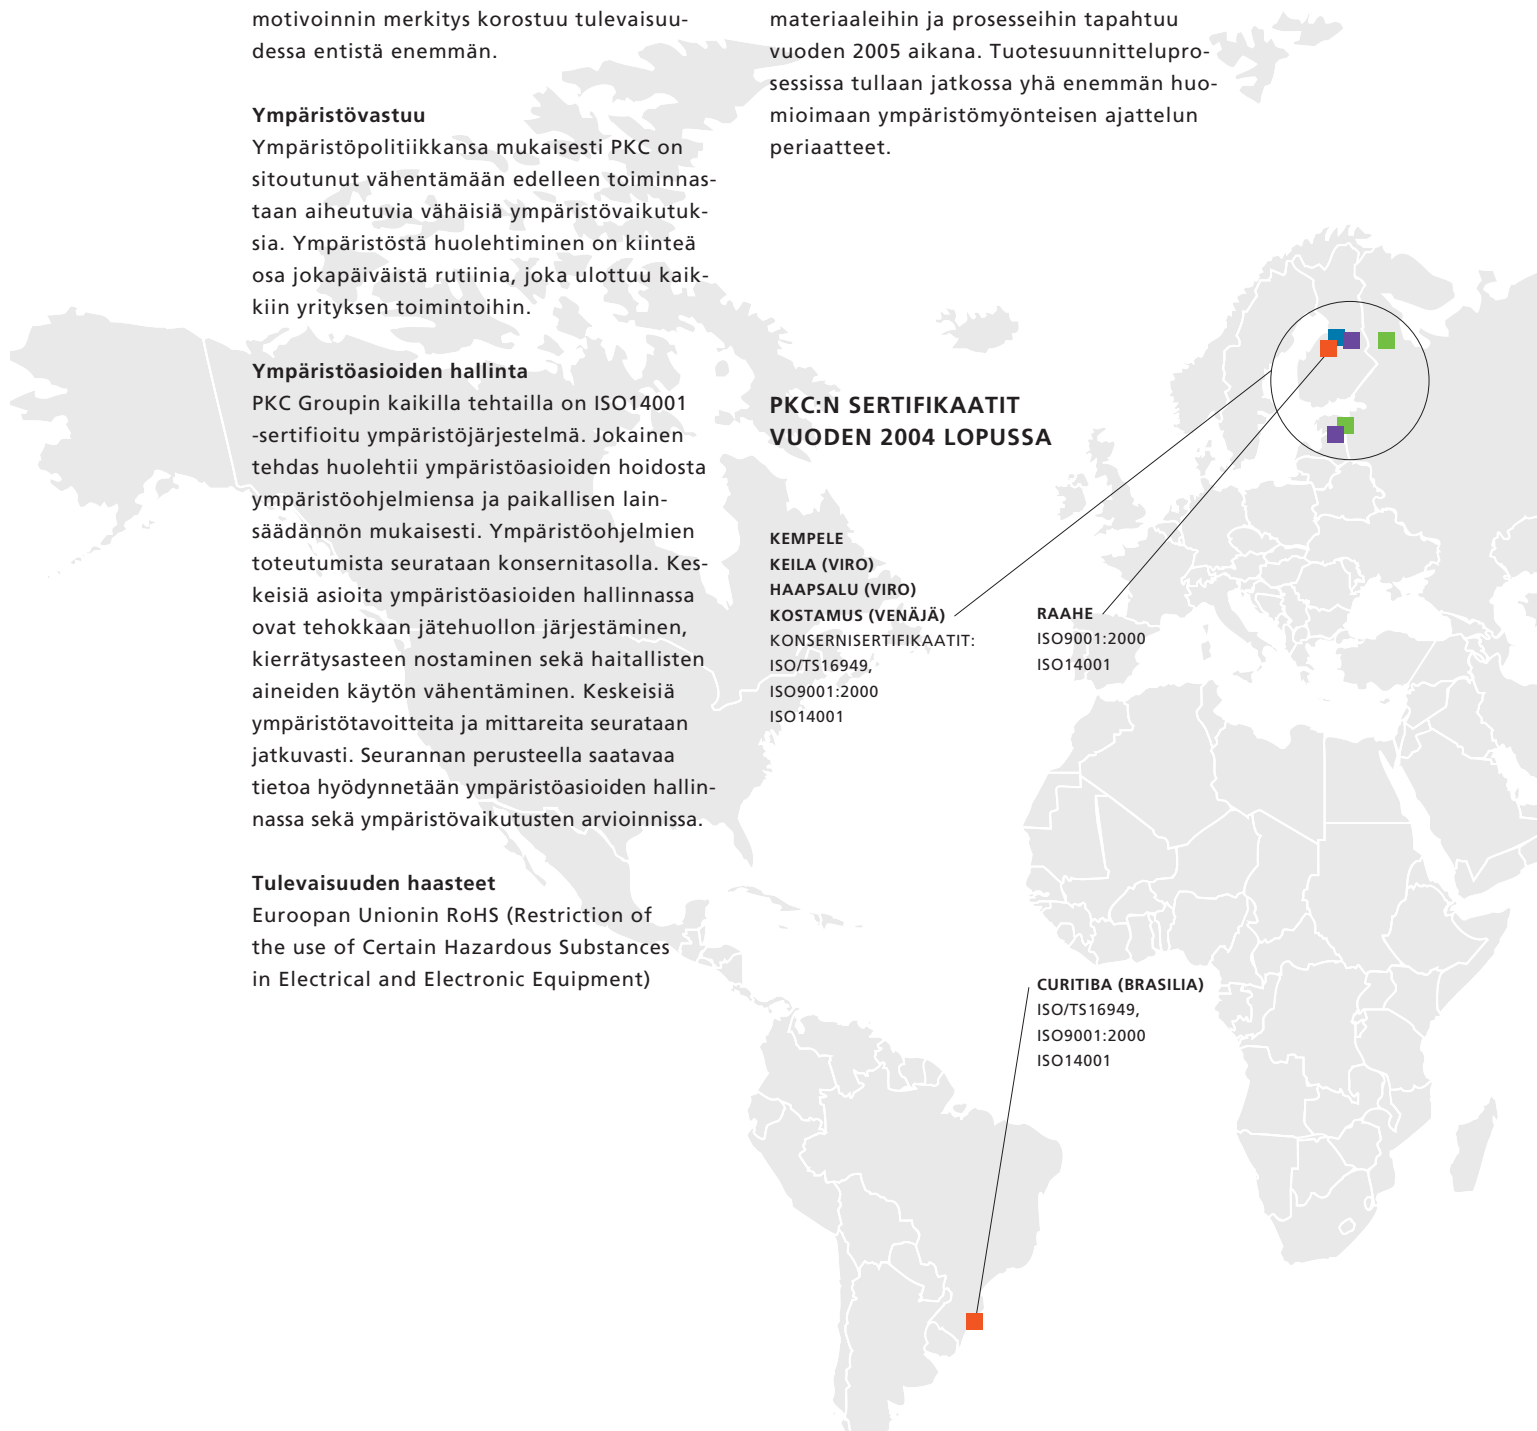 motivoinnin merkitys korostuu tulevaisuu-
dessa entistä enemmän.
Ympäristövastuu
Ympäristöpolitiikkansa mukaisesti PKC on
sitoutunut vähentämään edelleen toiminnas-
taan aiheutuvia vähäisiä ympäristövaikutuk-
sia. Ympäristöstä huolehtiminen on kiinteä
osa jokapäiväistä rutiinia, joka ulottuu kaik-
kiin yrityksen toimintoihin.
Ympäristöasioiden hallinta
PKC Groupin kaikilla tehtailla on ISO14001
-sertifioitu ympäristöjärjestelmä. Jokainen
tehdas huolehtii ympäristöasioiden hoidosta
ympäristöohjelmiensa ja paikallisen lain-
säädännön mukaisesti. Ympäristöohjelmien
toteutumista seurataan konsernitasolla. Kes-
keisiä asioita ympäristöasioiden hallinnassa
ovat tehokkaan jätehuollon järjestäminen,
kierrätysasteen nostaminen sekä haitallisten
aineiden käytön vähentäminen. Keskeisiä
ympäristötavoitteita ja mittareita seurataan
jatkuvasti. Seurannan perusteella saatavaa
tietoa hyödynnetään ympäristöasioiden hallin-
nassa sekä ympäristövaikutusten arvioinnissa.
Tulevaisuuden haasteet
Euroopan Unionin RoHS (Restriction of
the use of Certain Hazardous Substances
in Electrical and Electronic Equipment)
materiaaleihin ja prosesseihin tapahtuu
vuoden 2005 aikana. Tuotesuunnittelupro-
sessissa tullaan jatkossa yhä enemmän huo-
mioimaan ympäristömyönteisen ajattelun
periaatteet.
PKC:N SERTIFIKAATIT
VUODEN 2004 LOPUSSA
KEMPELE
KEILA (VIRO)
HAAPSALU (VIRO)
KOSTAMUS (VENÄJÄ)
KONSERNISERTIFIKAATIT:
ISO/TS16949,
ISO9001:2000
ISO14001
RAAHE
ISO9001:2000
ISO14001
CURITIBA (BRASILIA)
ISO/TS16949,
ISO9001:2000
ISO14001